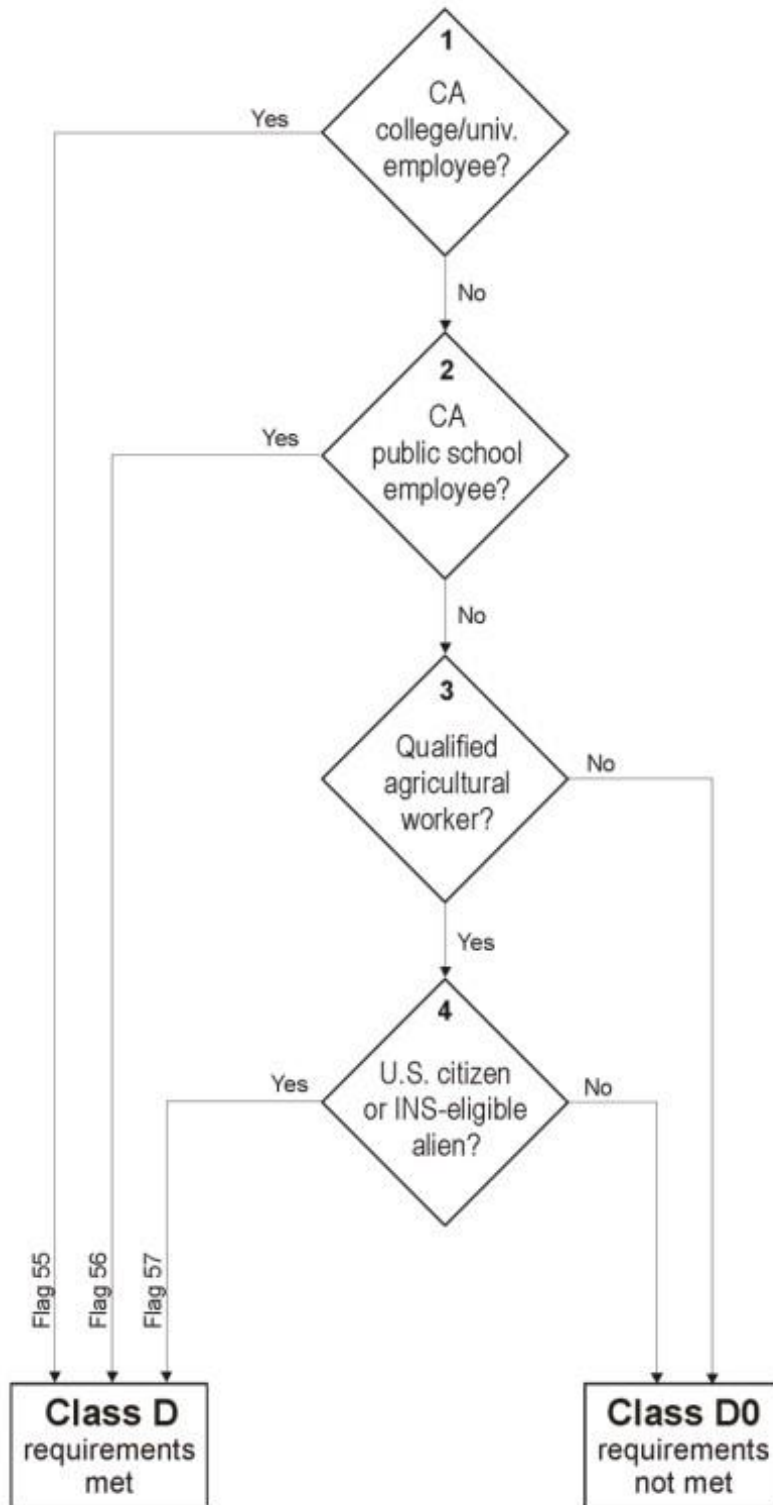 1
CA
college/univ.
employee?
Yes
No
2
CA
public school
employee?
Yes
No
3
Qualified
agricultural
worker?
No
Yes
4
U.S. citizen
or INS-eligible
alien?
Yes
No
Flag 55
Flag 56
Flag 57
Class D
requirements
met
Class D0
requirements
not met